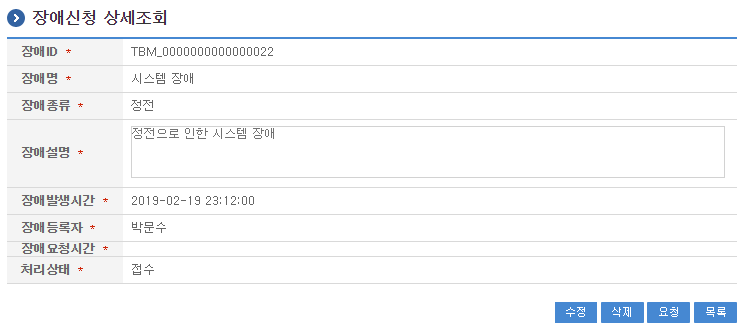 장애신청 상세조회
장애ID * TBM_0000000000000022
장애명 * 시스템 장애
장애종류 * 정전
장애설명 * 정전으로 인한 시스템 장애
장애발생시간 * 2019-02-19 23:12:00
장애등록자 * 박문수
장애요청시간 *
처리상태 * 접수
수정 삭제 요청 목록